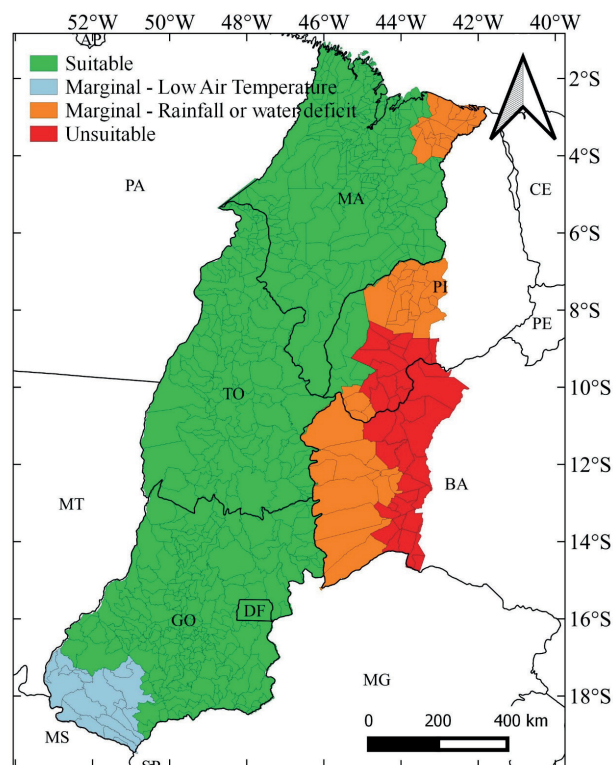 52°W 50°W 48°W 46°W 44°W 42°W 40°W
AP
Suitable
Marginal - Low Air Temperature
Marginal - Rainfall or water deficit
Unsuitable
2°S
4°S
PA
MA
CE
6°S
PI
8°S
PE
TO
10°S
12°S
BA
MT
14°S
DF
16°S
GO
MG
18°S
0 200 400 km
MS
SP